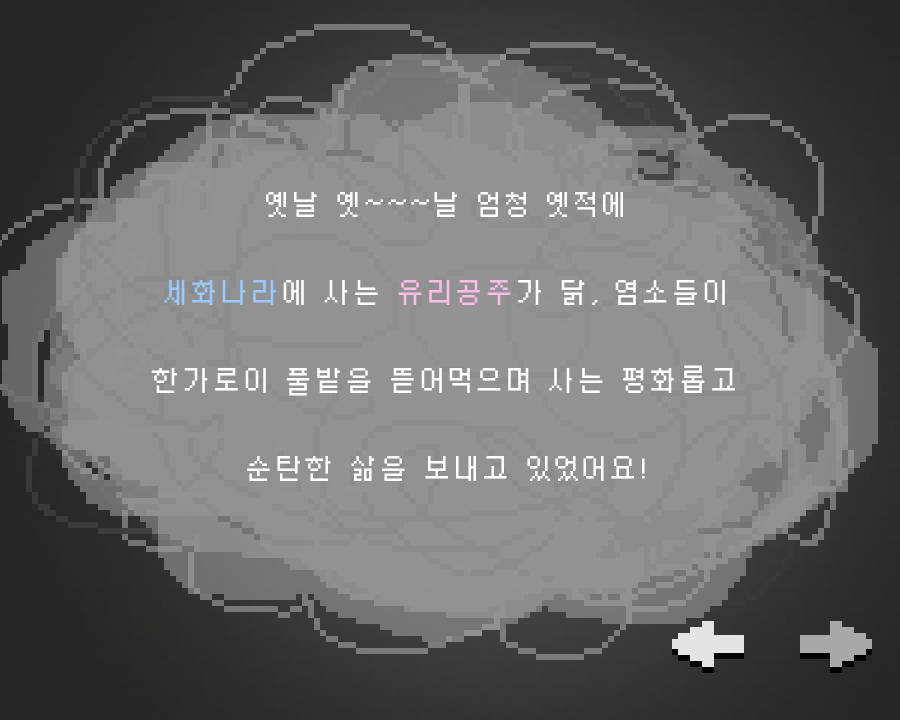 옛날 옛~~~날 엄청 옛적에
세화나라에 사는 유리공주가 닭, 염소들이
한가로이 풀밭을 뜯어먹으며 사는 평화롭고
순탄한 삶을 보내고 있었어요!